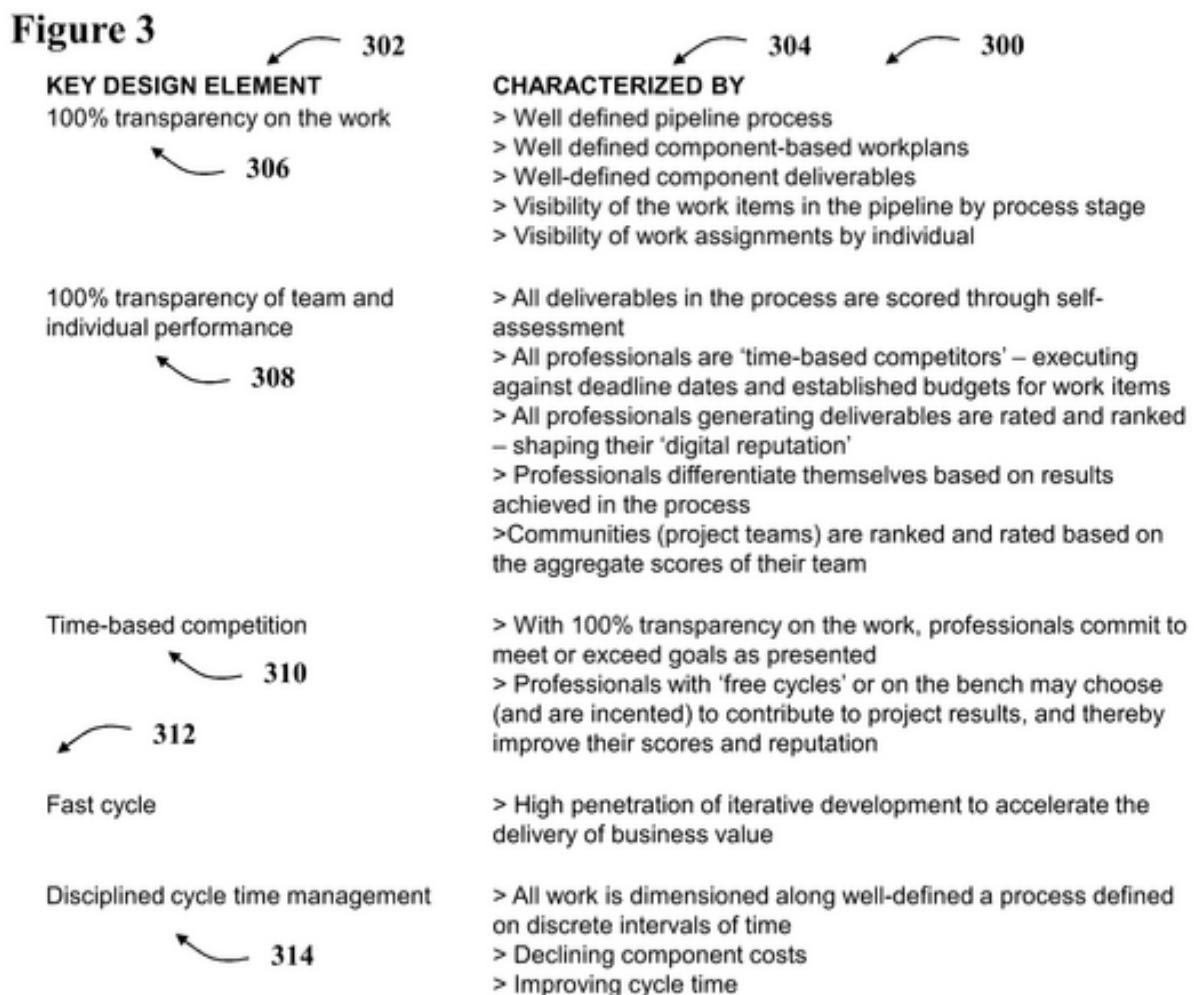 Figure 3
302
304
300
KEY DESIGN ELEMENT
CHARACTERIZED BY
100% transparency on the work
306
> Well defined pipeline process
> Well defined component-based workplans
> Well-defined component deliverables
> Visibility of the work items in the pipeline by process stage
> Visibility of work assignments by individual
100% transparency of team and
individual performance
308
> All deliverables in the process are scored through self-
assessment
> All professionals are ‘time-based competitors’ – executing
against deadline dates and established budgets for work items
> All professionals generating deliverables are rated and ranked
– shaping their ‘digital reputation’
> Professionals differentiate themselves based on results
achieved in the process
>Communities (project teams) are ranked and rated based on
the aggregate scores of their team
Time-based competition
310
> With 100% transparency on the work, professionals commit to
meet or exceed goals as presented
> Professionals with ‘free cycles’ or on the bench may choose
(and are incented) to contribute to project results, and thereby
improve their scores and reputation
312
Fast cycle
> High penetration of iterative development to accelerate the
delivery of business value
Disciplined cycle time management
314
> All work is dimensioned along well-defined a process defined
on discrete intervals of time
> Declining component costs
> Improving cycle time